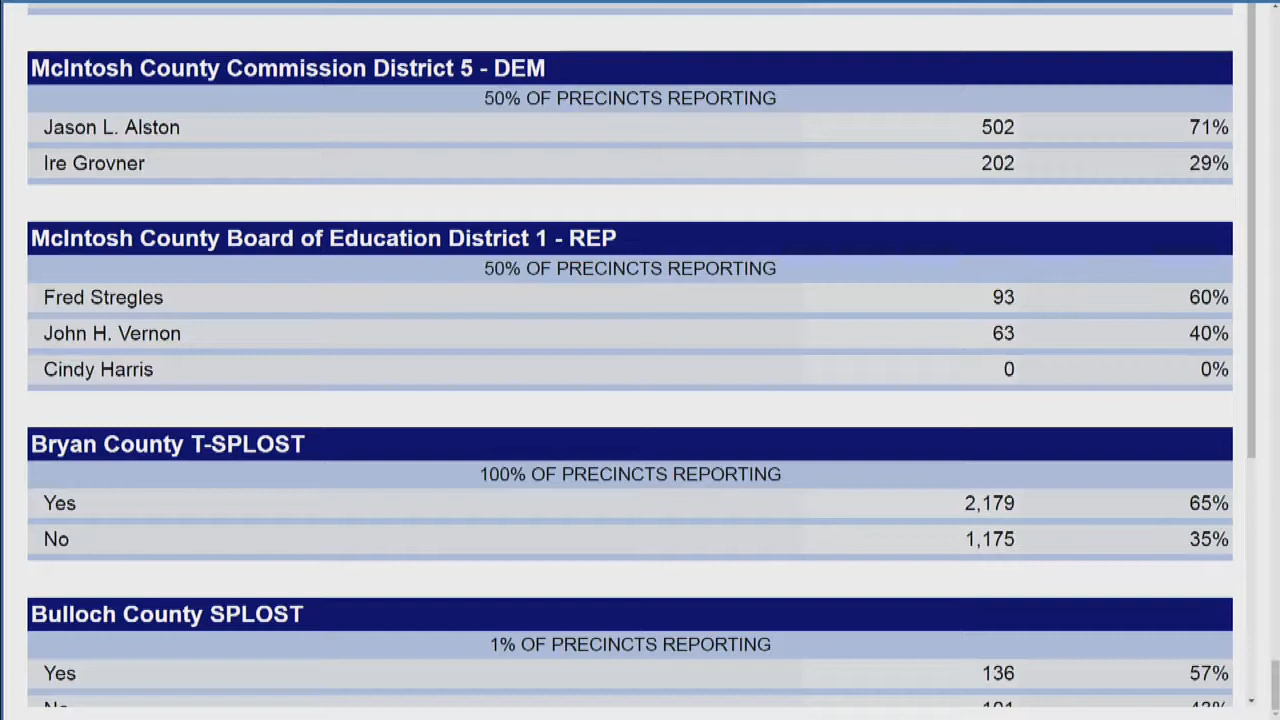 McIntosh County Commission District 5 - DEM
50% OF PRECINCTS REPORTING
Jason L. Alston 502 71%
Ire Grovner 202 29%
McIntosh County Board of Education District 1 - REP
50% OF PRECINCTS REPORTING
Fred Stregles 93 60%
John H. Vernon 63 40%
Cindy Harris 0 0%
Bryan County T-SPLOST
100% OF PRECINCTS REPORTING
Yes 2,179 65%
No 1,175 35%
Bulloch County SPLOST
1% OF PRECINCTS REPORTING
Yes 136 57%